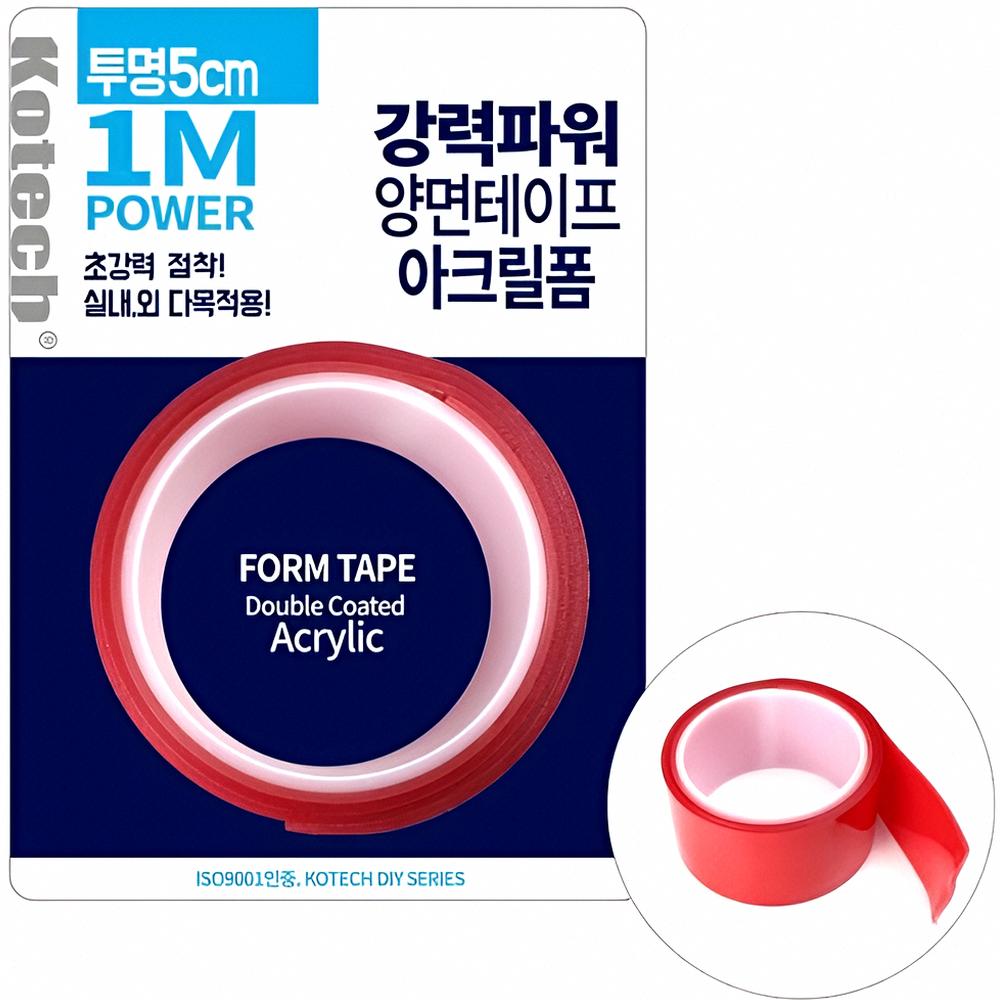 Kotech®
투명5cm
1M
POWER
초강력 점착!
실내,외 다목적용!
강력파워
양면테이프
아크릴폼
FORM TAPE
Double Coated
Acrylic
ISO9001인증, KOTECH DIY SERIES